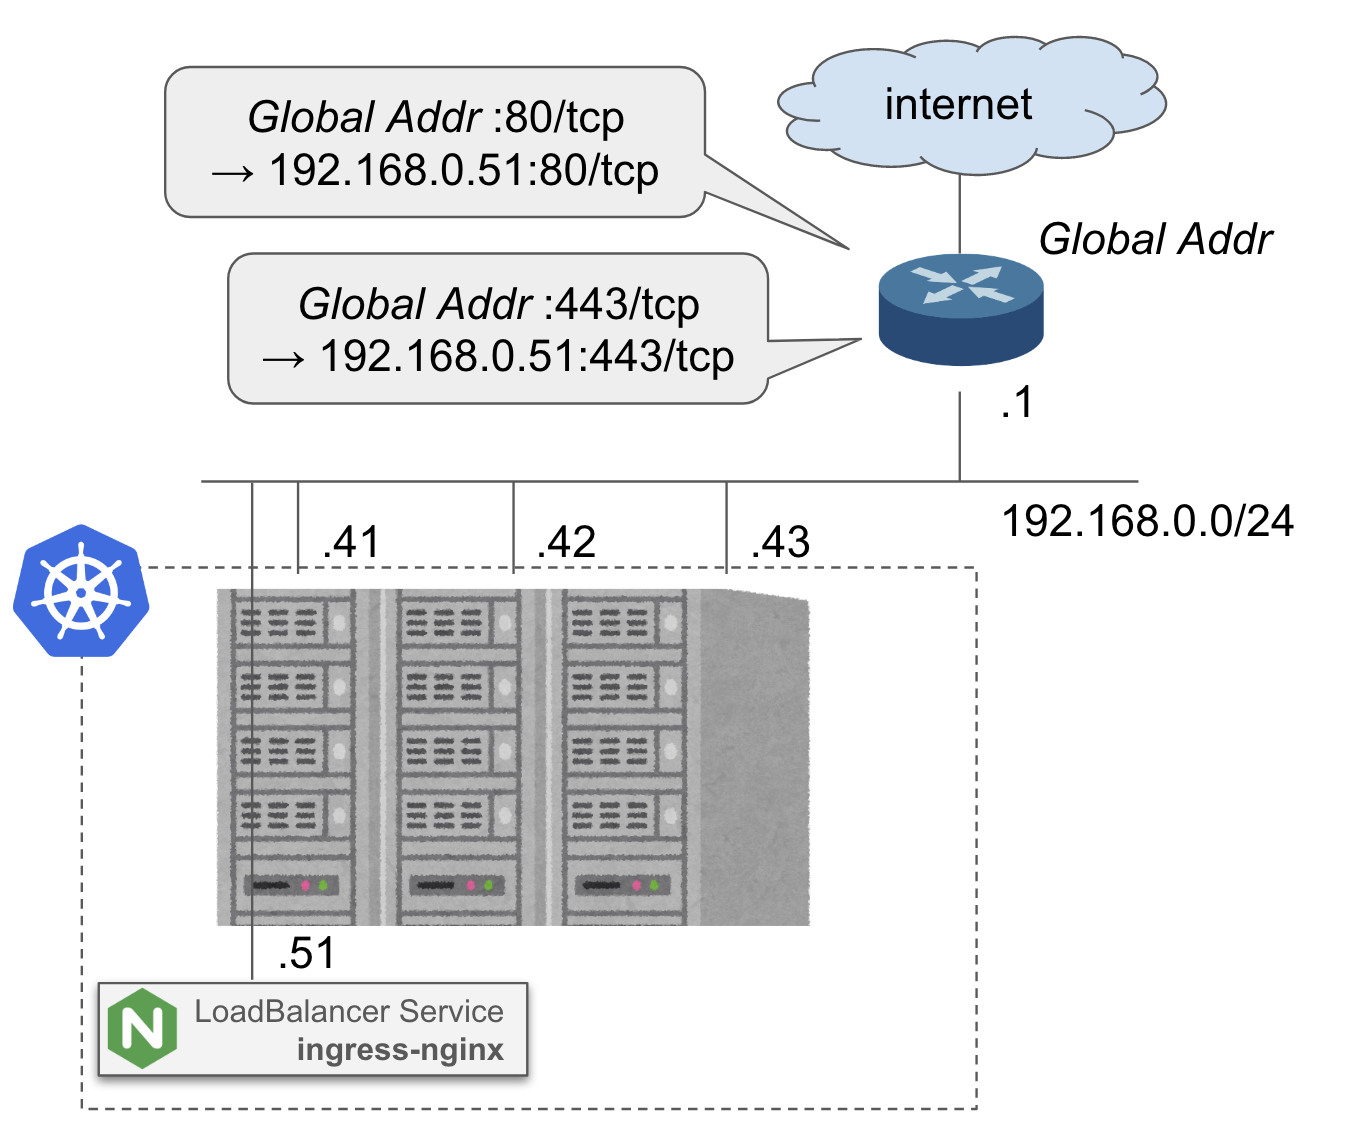 Global Addr :80/tcp
→ 192.168.0.51:80/tcp
internet
Global Addr
Global Addr :443/tcp
→ 192.168.0.51:443/tcp
.1
192.168.0.0/24
.41
.42
.43
.51
N
LoadBalancer Service
ingress-nginx